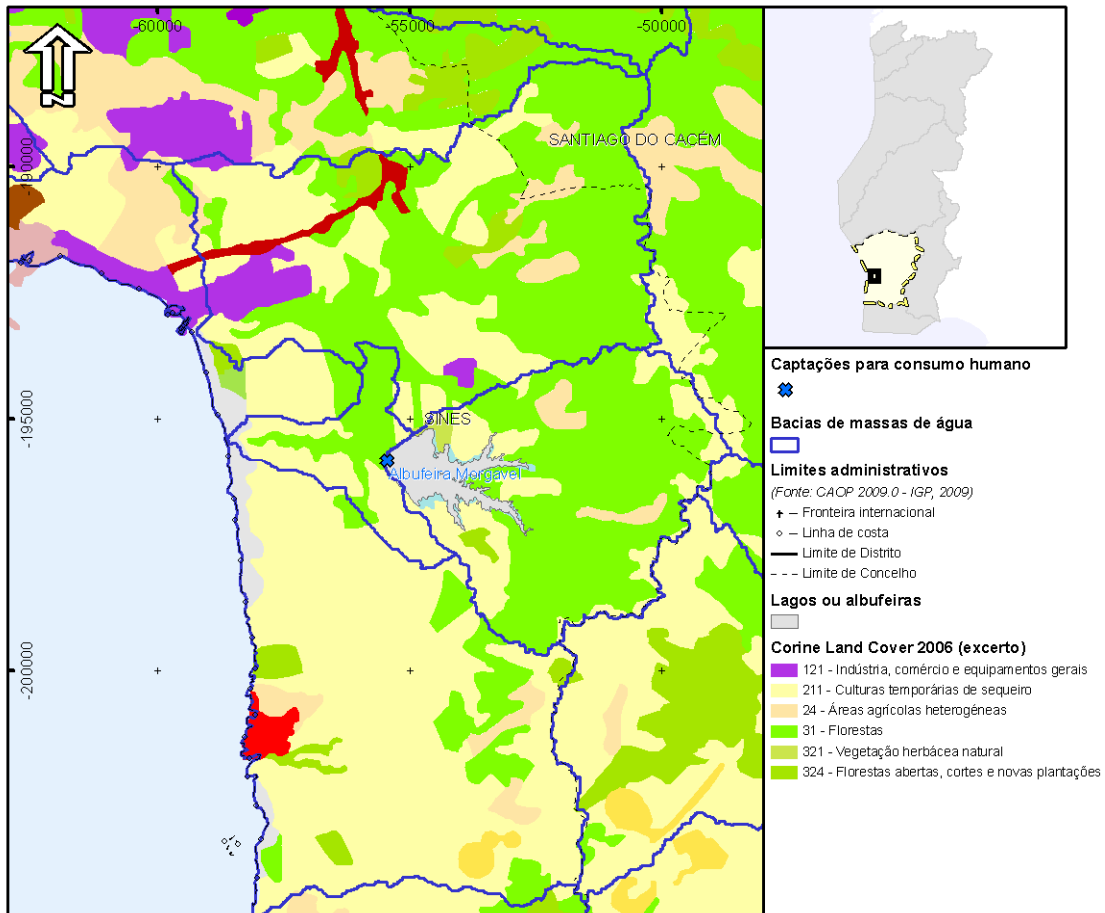 -60000
-55000
-50000
N
-190000
-195000
-200000
SANTIAGO DO CACÉM
SINES
Albufeira Morgavel
Captações para consumo humano
Bacias de massas de água
Limites administrativos
(Fonte: CAOP 2009.0 - IGP, 2009)
Fronteira internacional
Linha de costa
Limite de Distrito
Limite de Concelho
Lagos ou albufeiras
Corine Land Cover 2006 (excerto)
121 - Indústria, comércio e equipamentos gerais
211 - Culturas temporárias de sequeiro
24 - Áreas agrícolas heterogéneas
31 - Florestas
321 - Vegetação herbácea natural
324 - Florestas abertas, cortes e novas plantações